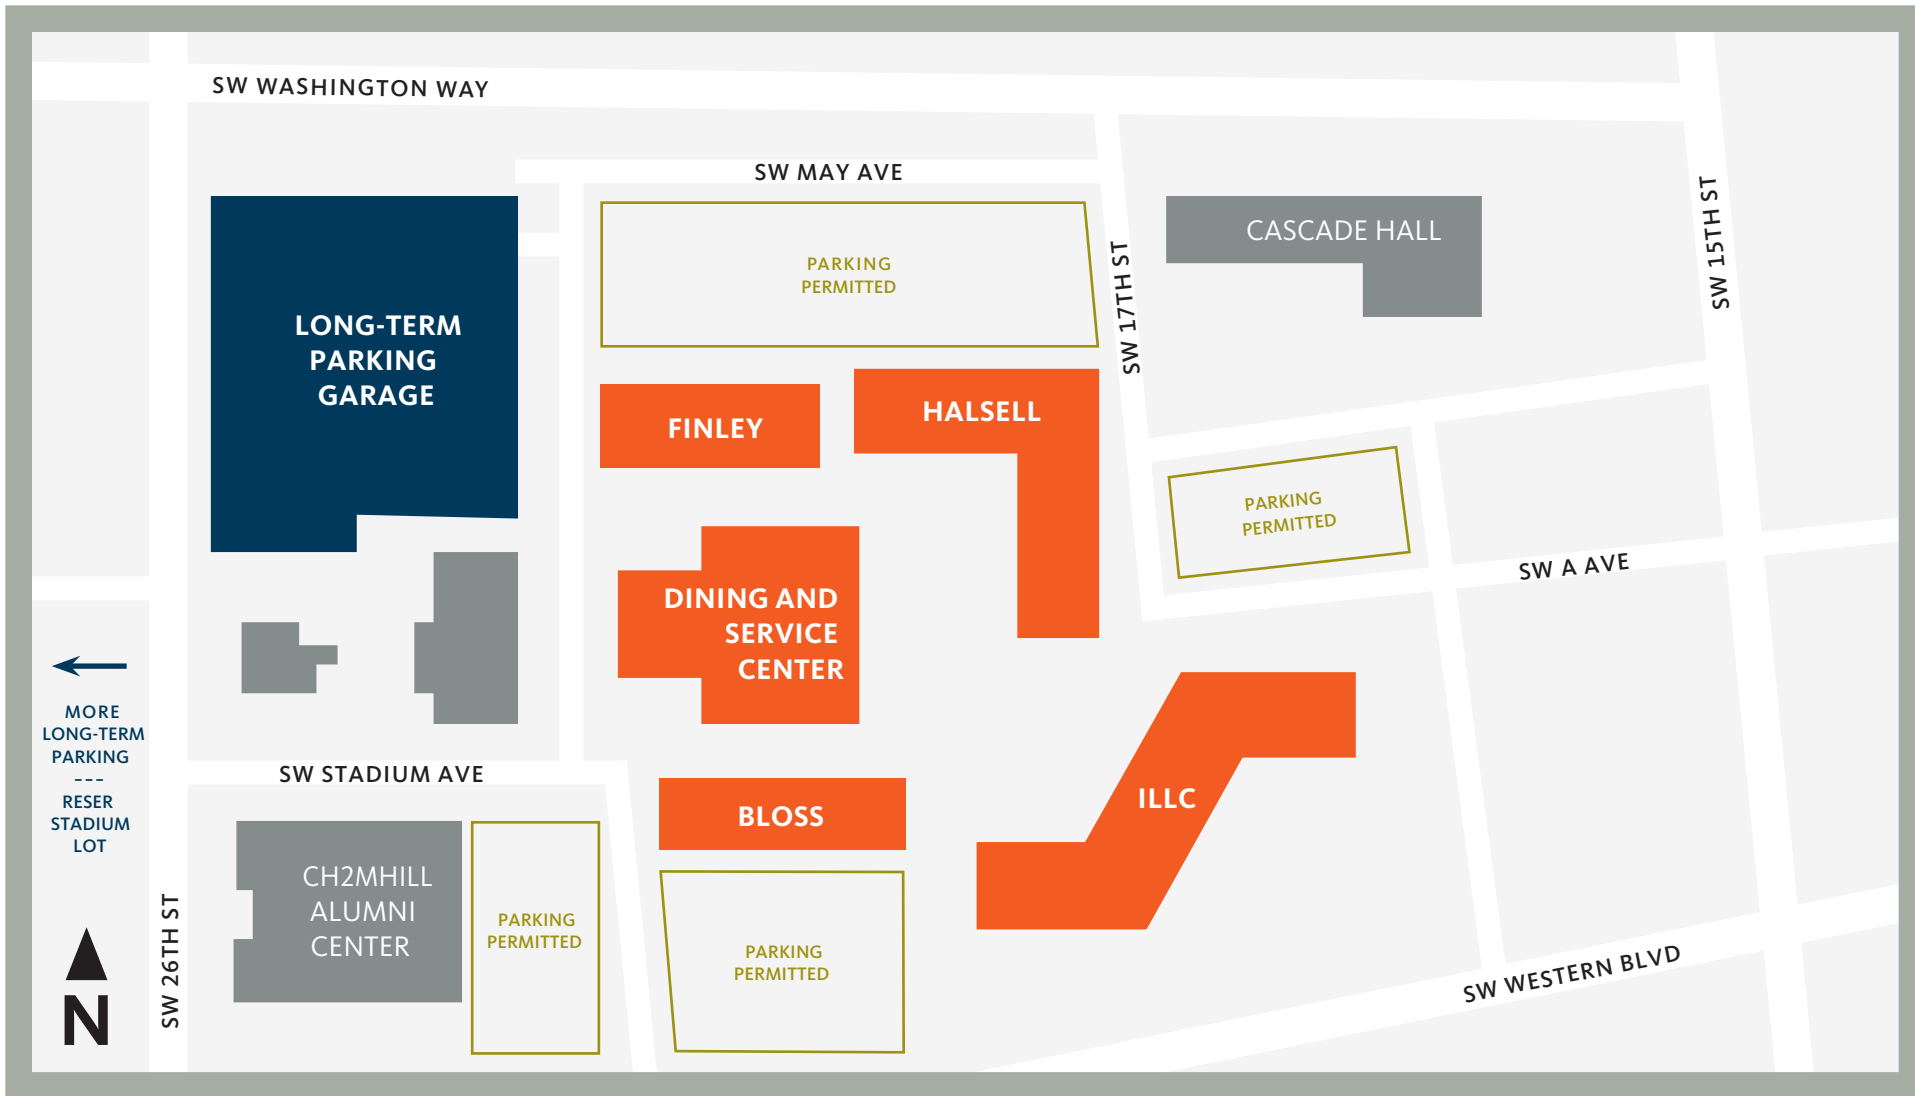 SW WASHINGTON WAY
SW MAY AVE
SW 15TH ST
CASCADE HALL
SW 17TH ST
PARKING
PERMITTED
LONG-TERM
PARKING
GARAGE
FINLEY
HALSELL
PARKING
PERMITTED
SW A AVE
DINING AND
SERVICE
CENTER
MORE
LONG-TERM
PARKING
---
RESER
STADIUM
LOT
SW STADIUM AVE
BLOSS
ILLC
CH2MHILL
ALUMNI
CENTER
PARKING
PERMITTED
PARKING
PERMITTED
SW 26TH ST
SW WESTERN BLVD
N